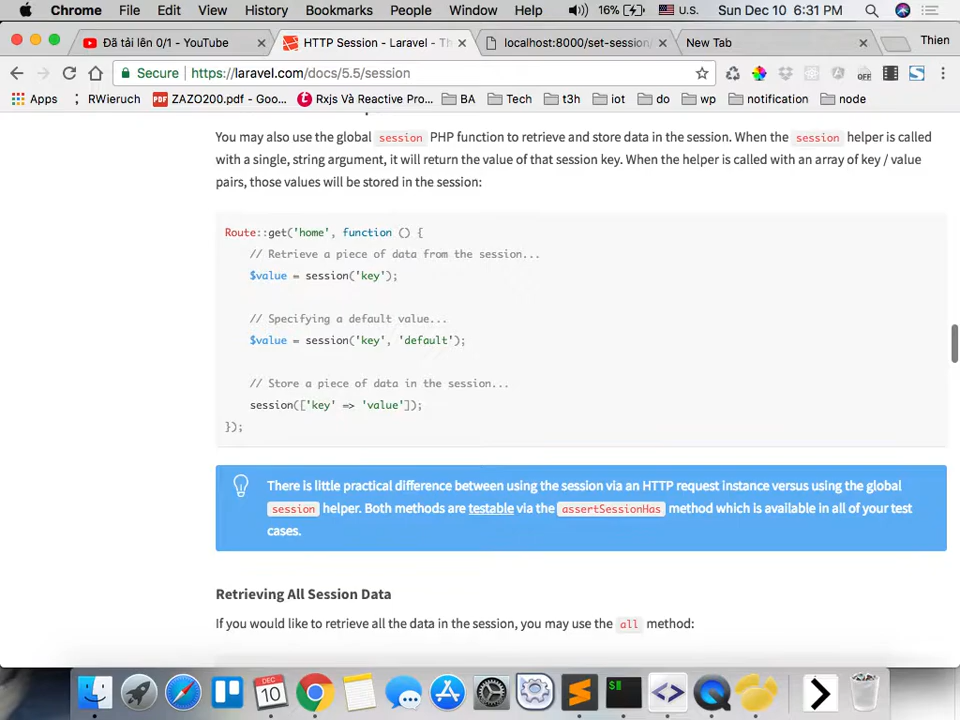 Chrome File Edit View History Bookmarks People Window Help 16% U.S. Sun Dec 10 6:31 PM
Đã tải lên 0/1 - YouTube HTTP Session - Laravel - Th localhost:8000/set-session/ New Tab Thien
Secure https://laravel.com/docs/5.5/session OFF
Apps RWieruch ZAZO200.pdf - Goo... Rxjs Và Reactive Pro... BA Tech t3h iot do wp notification node
You may also use the global session PHP function to retrieve and store data in the session. When the session helper is called
with a single, string argument, it will return the value of that session key. When the helper is called with an array of key / value
pairs, those values will be stored in the session:
Route::get('home', function () {
// Retrieve a piece of data from the session...
$value = session('key');
// Specifying a default value...
$value = session('key', 'default');
// Store a piece of data in the session...
session(['key' => 'value']);
});
There is little practical difference between using the session via an HTTP request instance versus using the global
session helper. Both methods are testable via the assertSessionHas method which is available in all of your test
cases.
Retrieving All Session Data
If you would like to retrieve all the data in the session, you may use the all method:
DEC
10